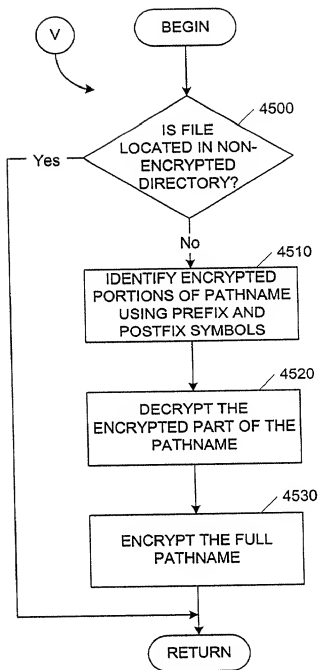 V
BEGIN
4500
IS FILE
LOCATED IN NON-
ENCRYPTED
DIRECTORY?
Yes
No
4510
IDENTIFY ENCRYPTED
PORTIONS OF PATHNAME
USING PREFIX AND
POSTFIX SYMBOLS
4520
DECRYPT THE
ENCRYPTED PART OF THE
PATHNAME
4530
ENCRYPT THE FULL
PATHNAME
RETURN